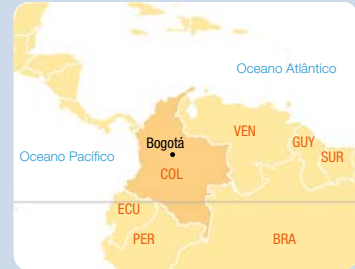 Oceano Atlântico
VEN
GUY
SUR
Bogotá
Oceano Pacífico
COL
ECU
PER
BRA